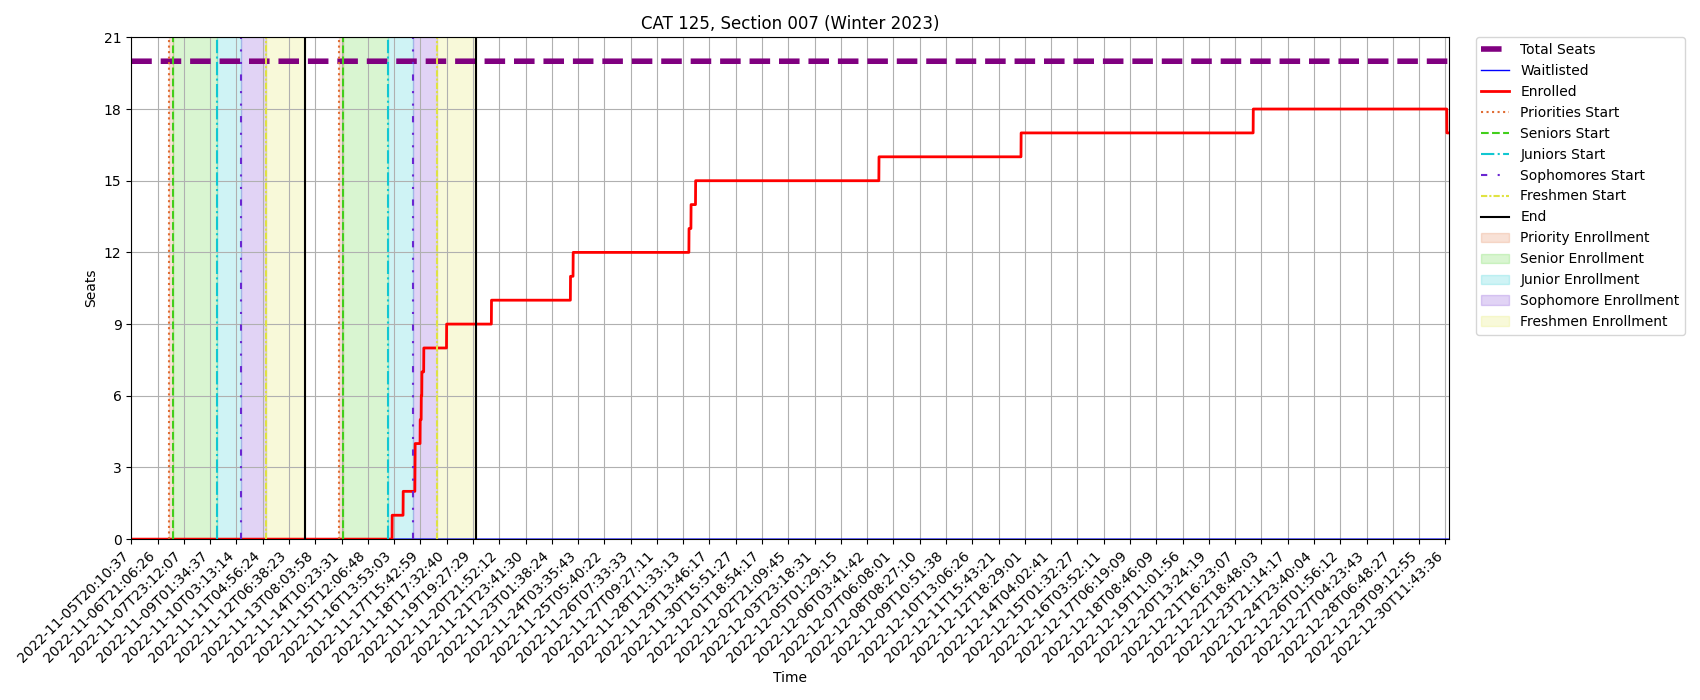 CAT 125, Section 007 (Winter 2023)
21
18
15
12
9
6
3
0
Seats
2022-11-05T20:10:37
2022-11-06T21:06:26
2022-11-07T23:12:07
2022-11-09T01:34:37
2022-11-10T03:13:14
2022-11-11T04:56:24
2022-11-12T06:38:23
2022-11-13T08:03:58
2022-11-14T10:23:31
2022-11-15T12:06:48
2022-11-16T13:53:03
2022-11-17T15:42:59
2022-11-18T17:32:40
2022-11-19T19:27:29
2022-11-20T21:52:12
2022-11-21T23:41:30
2022-11-23T01:38:24
2022-11-24T03:35:43
2022-11-25T05:40:22
2022-11-26T07:33:33
2022-11-27T09:27:11
2022-11-28T11:33:13
2022-11-29T13:46:17
2022-11-30T15:51:27
2022-12-01T18:54:17
2022-12-02T21:09:45
2022-12-03T23:18:31
2022-12-05T01:29:15
2022-12-06T03:41:42
2022-12-07T06:08:01
2022-12-08T08:27:10
2022-12-09T10:51:38
2022-12-10T13:06:26
2022-12-11T15:43:21
2022-12-12T18:29:01
2022-12-14T04:02:41
2022-12-15T01:32:27
2022-12-16T03:52:11
2022-12-17T06:19:09
2022-12-18T08:46:09
2022-12-19T11:01:56
2022-12-20T13:24:19
2022-12-21T16:23:07
2022-12-22T18:48:03
2022-12-23T21:14:17
2022-12-24T23:40:04
2022-12-26T01:56:12
2022-12-27T04:23:43
2022-12-28T06:48:27
2022-12-29T09:12:55
2022-12-30T11:43:36
Time
Total Seats
Waitlisted
Enrolled
Priorities Start
Seniors Start
Juniors Start
Sophomores Start
Freshmen Start
End
Priority Enrollment
Senior Enrollment
Junior Enrollment
Sophomore Enrollment
Freshmen Enrollment